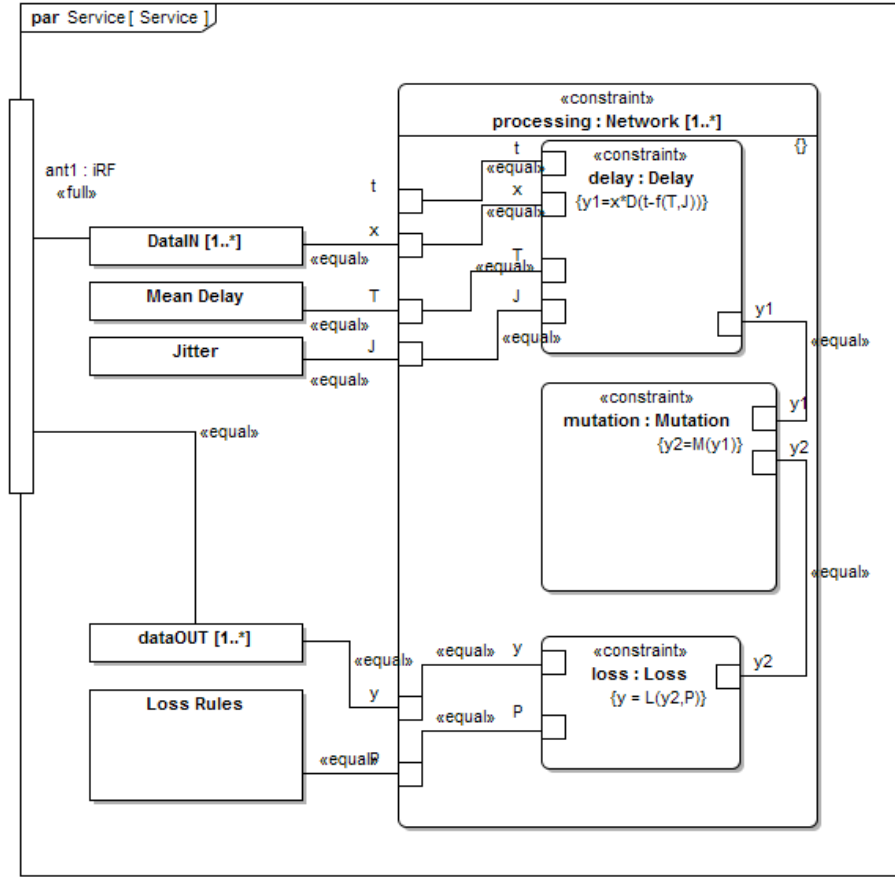 par Service [ Service ]
«constraint»
processing : Network [1..*]
{}
ant1 : iRF
«full»
t
t
«equal»
x
«constraint»
delay : Delay
{y1=x*D(t-f(T,J))}
DataIN [1..*]
x
«equal»
«equal»
T
«equal»
Mean Delay
T
«equal»
J
«equal»
y1
«equal»
Jitter
J
«equal»
«constraint»
mutation : Mutation
{y2=M(y1)}
y1
y2
«equal»
«equal»
dataOUT [1..*]
«equal»
y
«equal»
y
«constraint»
loss : Loss
{y = L(y2,P)}
y2
Loss Rules
«equal»
P
«equal»
P